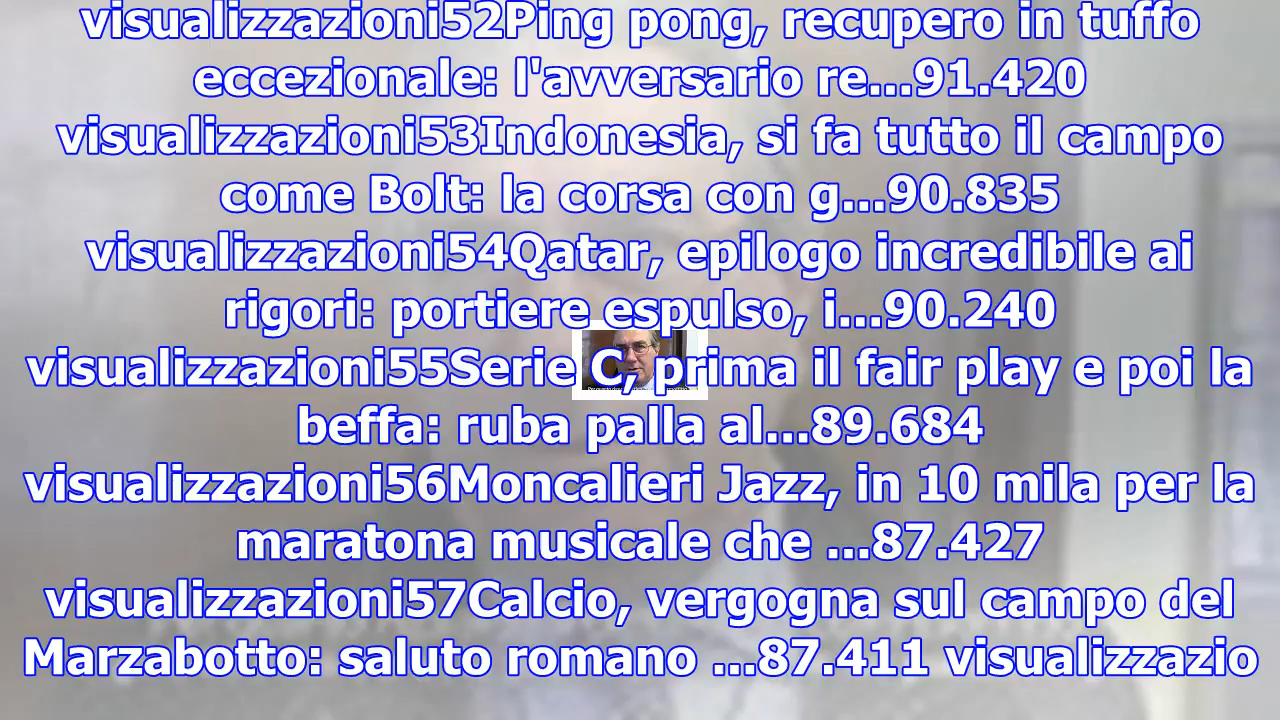 visualizzazioni52Ping pong, recupero in tuffo
eccezionale: l'avversario re...91.420
visualizzazioni53Indonesia, si fa tutto il campo
come Bolt: la corsa con g...90.835
visualizzazioni54Qatar, epilogo incredibile ai
rigori: portiere espulso, i...90.240
visualizzazioni55Serie C, prima il fair play e poi la
beffa: ruba palla al...89.684
visualizzazioni56Moncalieri Jazz, in 10 mila per la
maratona musicale che ...87.427
visualizzazioni57Calcio, vergogna sul campo del
Marzabotto: saluto romano ...87.411 visualizzazio